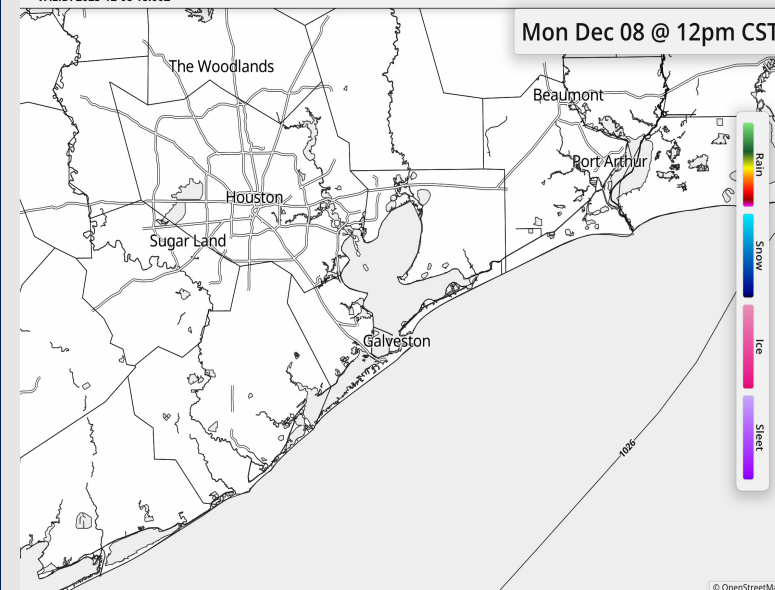 Mon Dec 08 @ 12pm CST
The Woodlands
Beaumont
Port Arthur
Rain
Houston
Sugar Land
Snow
Galveston
Ice
Sleet
1026
© OpenStreetMa